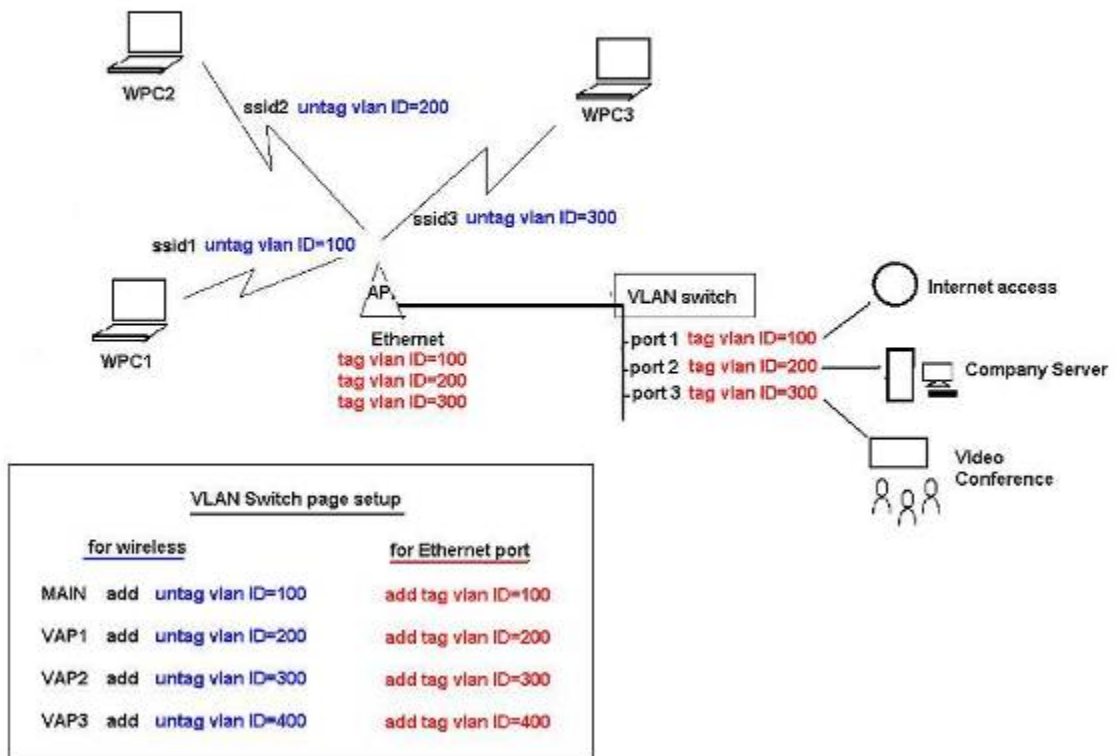 WPC2
WPC3
ssid2 untag vlan ID=200
ssid3 untag vlan ID=300
ssid1 untag vlan ID=100
WPC1
AP
Ethernet
tag vlan ID=100
tag vlan ID=200
tag vlan ID=300
VLAN switch
port 1 tag vlan ID=100
port 2 tag vlan ID=200
port 3 tag vlan ID=300
Internet access
Company Server
Video
Conference
VLAN Switch page setup
for wireless for Ethernet port
MAIN add untag vlan ID=100 add tag vlan ID=100
VAP1 add untag vlan ID=200 add tag vlan ID=200
VAP2 add untag vlan ID=300 add tag vlan ID=300
VAP3 add untag vlan ID=400 add tag vlan ID=400